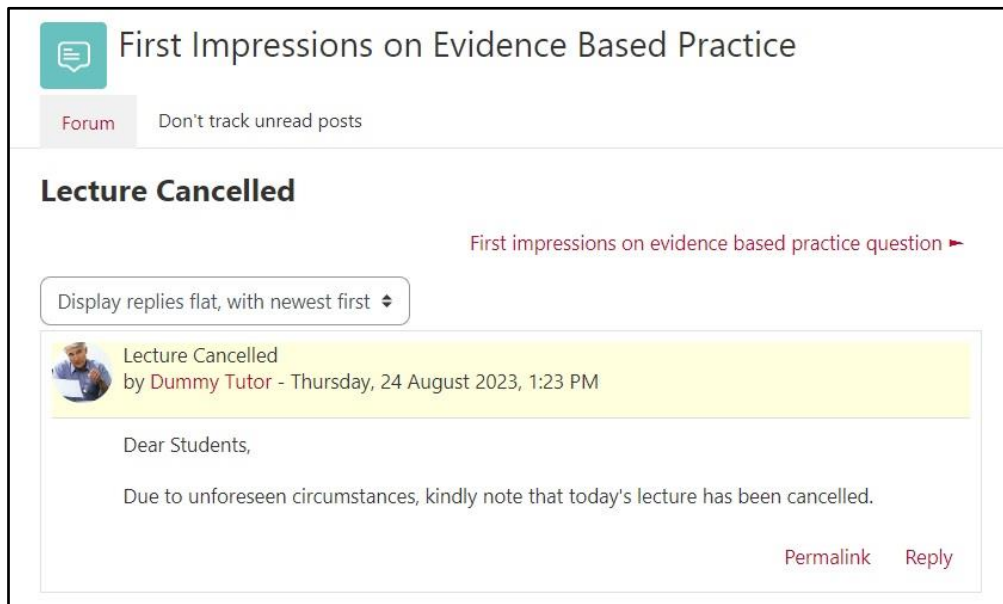 First Impressions on Evidence Based Practice
Forum Don't track unread posts
Lecture Cancelled
First impressions on evidence based practice question ►
Display replies flat, with newest first
Lecture Cancelled
by Dummy Tutor - Thursday, 24 August 2023, 1:23 PM
Dear Students,
Due to unforeseen circumstances, kindly note that today's lecture has been cancelled.
Permalink Reply